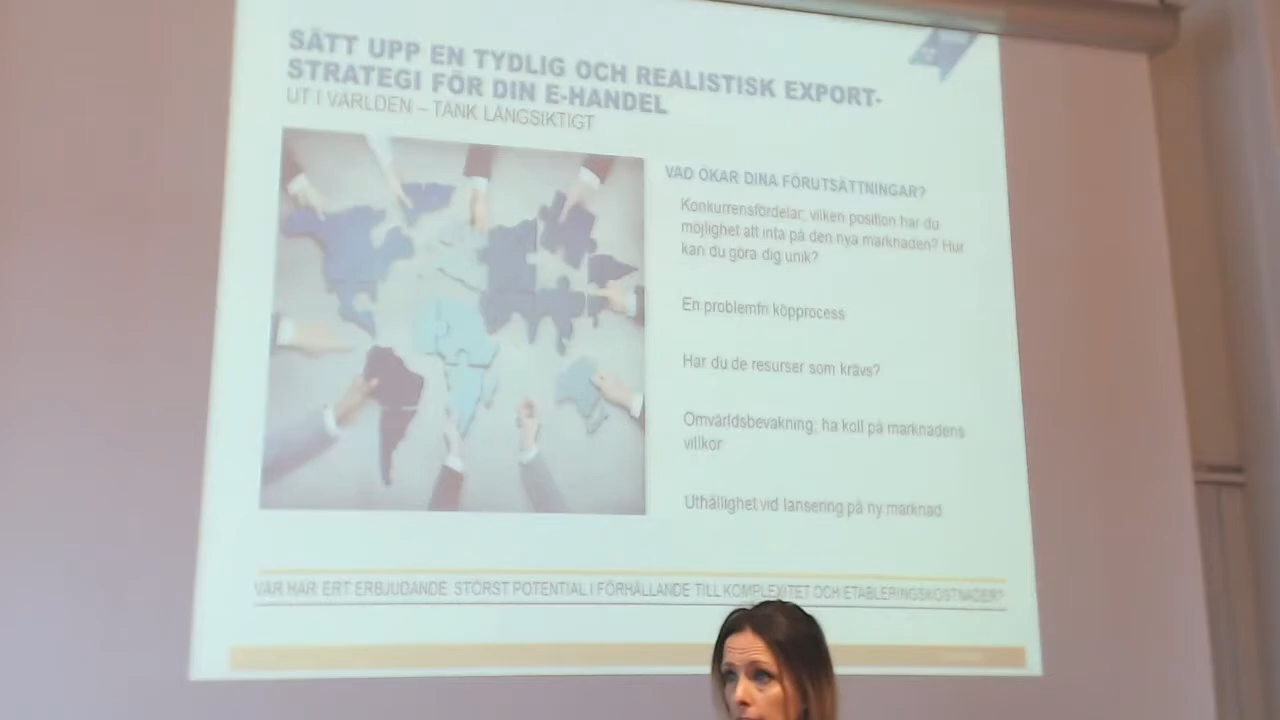 SÄTT UPP EN TYDLIG OCH REALISTISK EXPORT-
STRATEGI FÖR DIN E-HANDEL
UT I VÄRLDEN – TÄNK LÅNGSIKTIGT
VAD ÖKAR DINA FÖRUTSÄTTNINGAR?
Konkurrensfördelar; vilken position har du
möjlighet att inta på den nya marknaden? Hur
kan du göra dig unik?
En problemfri köpprocess
Har du de resurser som krävs?
Omvärldsbevakning; ha koll på marknadens
villkor
Uthållighet vid lansering på ny marknad
VAR HAR ERT ERBJUDANDE STÖRST POTENTIAL I FÖRHÅLLANDE TILL KOMPLEXITET OCH ETABLERINGSKOSTNADER?